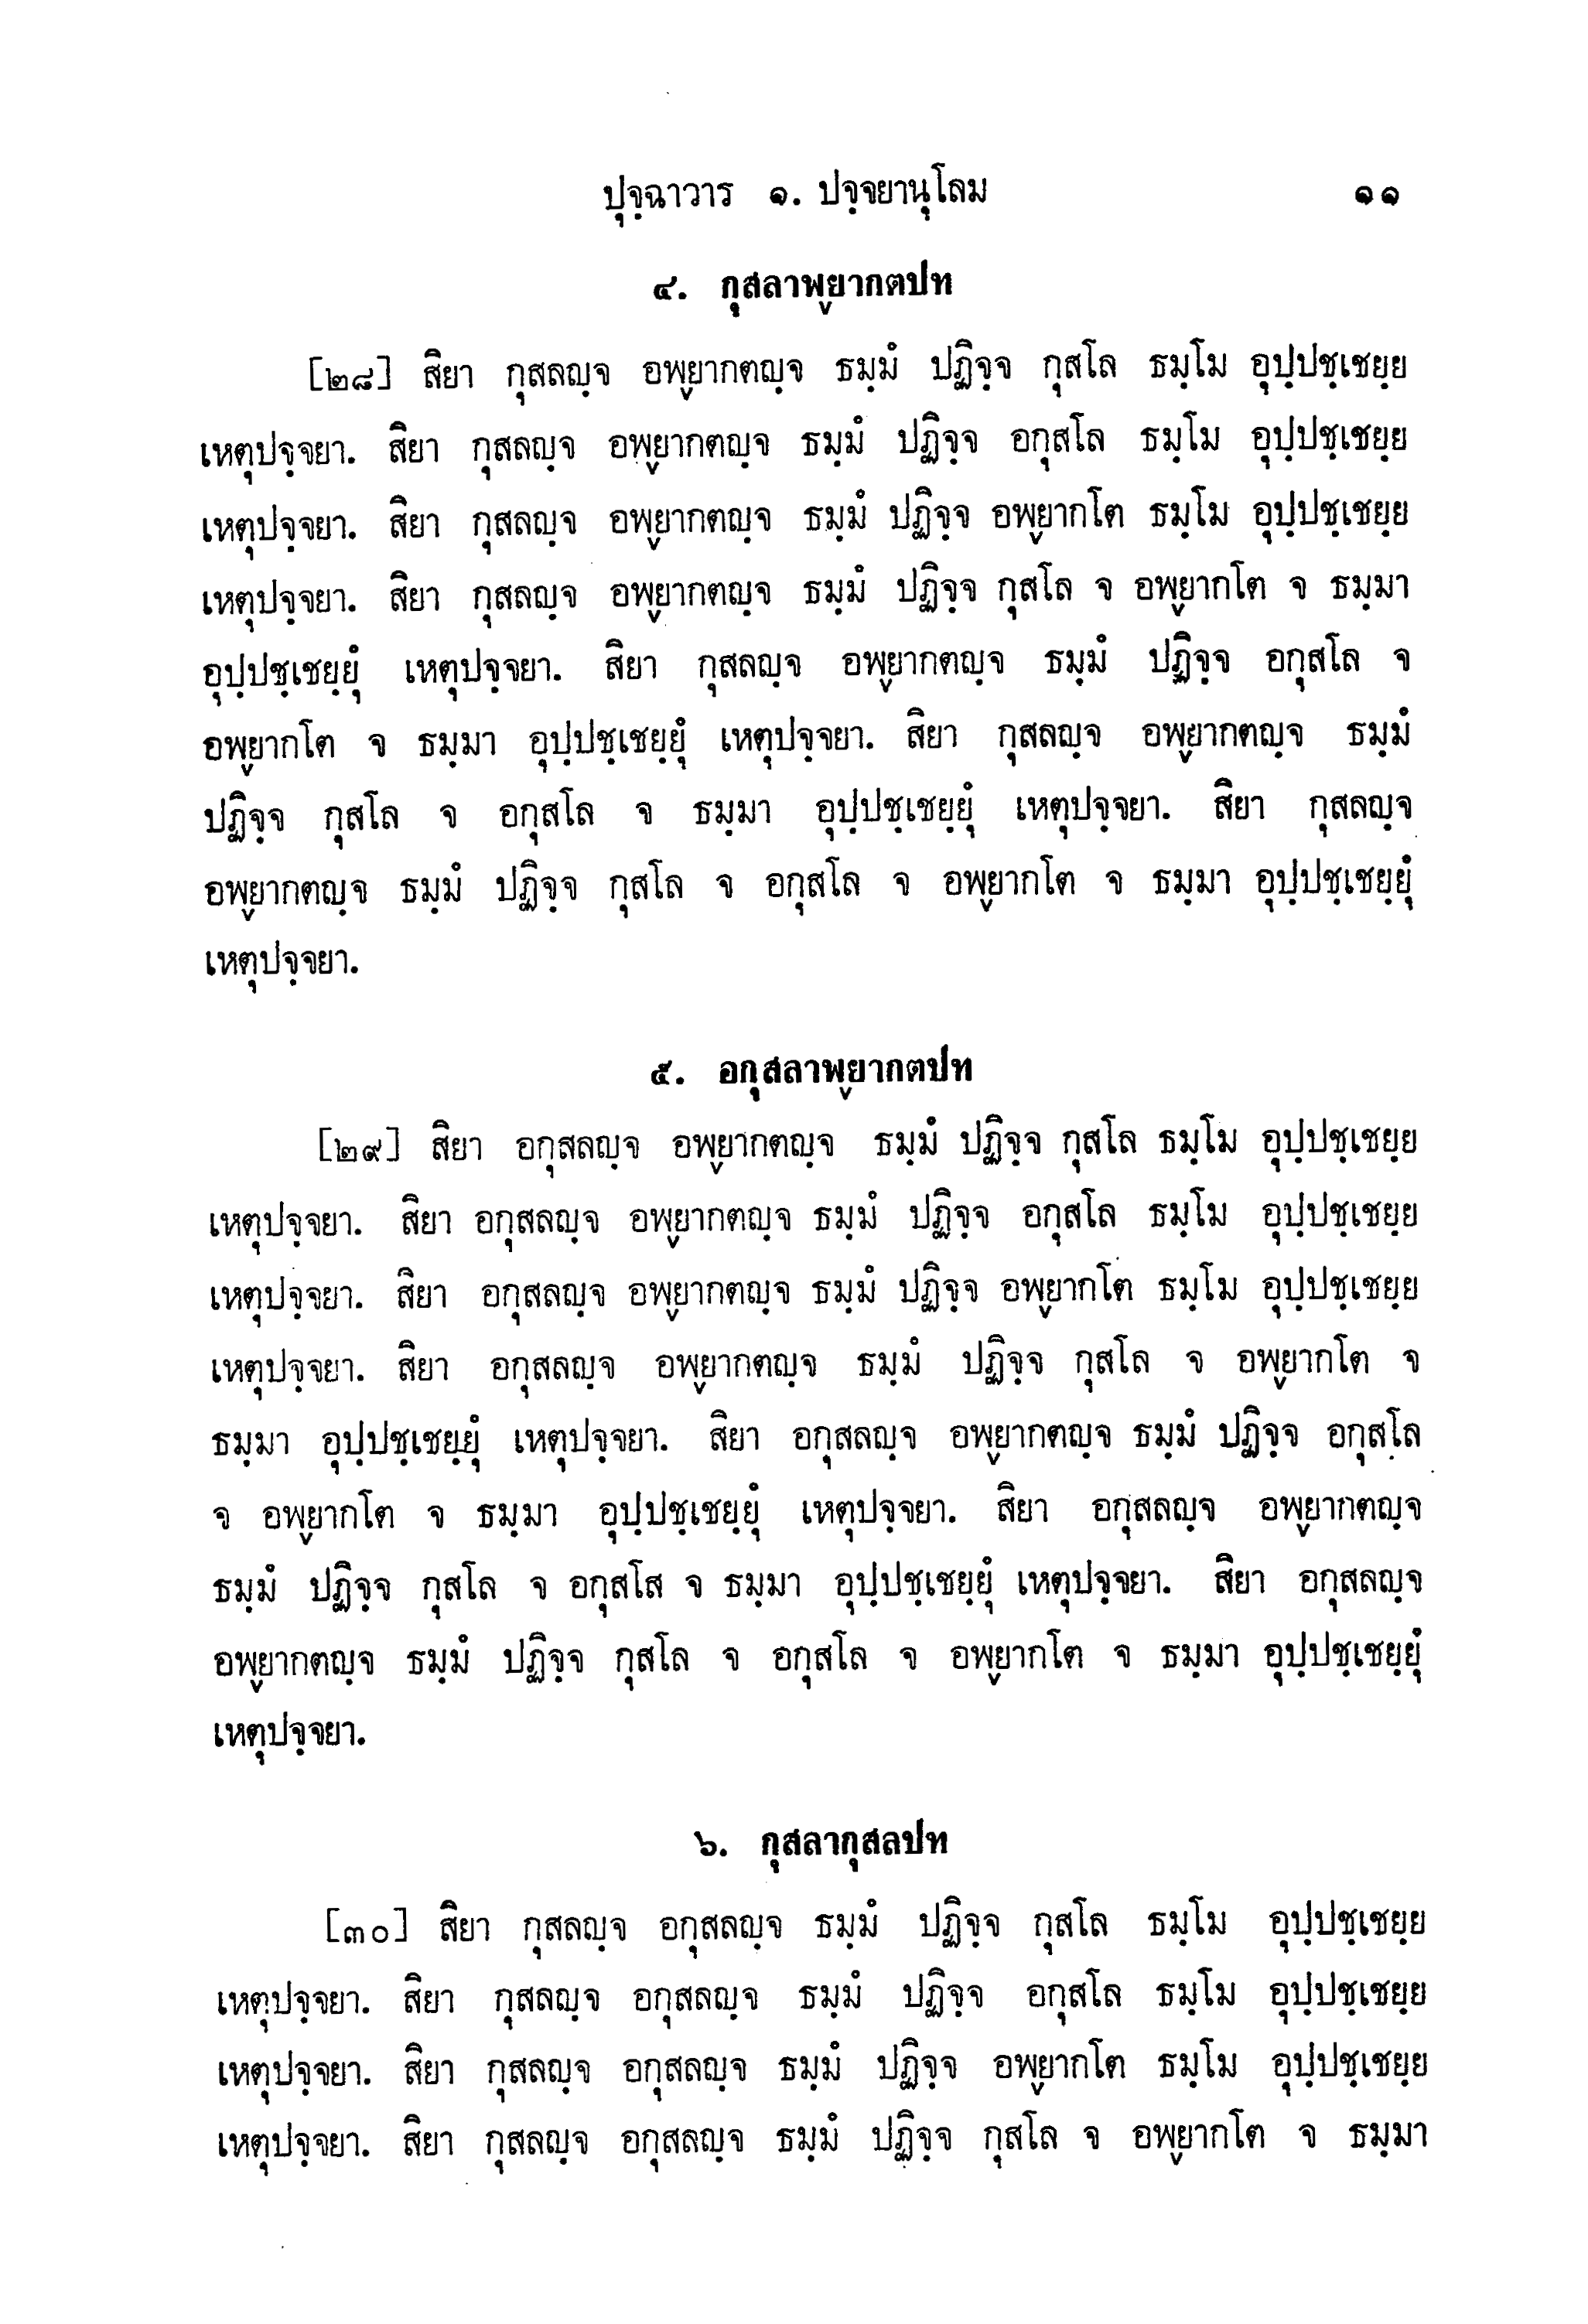 ปุจฺฉาวาร ๑. ปจฺจยานุโลม ๑๑
๔. กุสลาพฺยากตปท
[๒๘] สิยา กุสลญฺจ อพฺยากตญฺจ ธมฺมํ ปฏิจฺจ กุสโล ธมฺโม อุปฺปชฺเชยฺย
เหตุปจฺจยา. สิยา กุสลญฺจ อพฺยากตญฺจ ธมฺมํ ปฏิจฺจ อกุสโล ธมฺโม อุปฺปชฺเชยฺย
เหตุปจฺจยา. สิยา กุสลญฺจ อพฺยากตญฺจ ธมฺมํ ปฏิจฺจ อพฺยากโต ธมฺโม อุปฺปชฺเชยฺย
เหตุปจฺจยา. สิยา กุสลญฺจ อพฺยากตญฺจ ธมฺมํ ปฏิจฺจ กุสโล จ อพฺยากโต จ ธมฺมา
อุปฺปชฺเชยฺยุํ เหตุปจฺจยา. สิยา กุสลญฺจ อพฺยากตญฺจ ธมฺมํ ปฏิจฺจ อกุสโล จ
อพฺยากโต จ ธมฺมา อุปฺปชฺเชยฺยุํ เหตุปจฺจยา. สิยา กุสลญฺจ อพฺยากตญฺจ ธมฺมํ
ปฏิจฺจ กุสโล จ อกุสโล จ ธมฺมา อุปฺปชฺเชยฺยุํ เหตุปจฺจยา. สิยา กุสลญฺจ
อพฺยากตญฺจ ธมฺมํ ปฏิจฺจ กุสโล จ อกุสโล จ อพฺยากโต จ ธมฺมา อุปฺปชฺเชยฺยุํ
เหตุปจฺจยา.
๕. อกุสลาพฺยากตปท
[๒๙] สิยา อกุสลญฺจ อพฺยากตญฺจ ธมฺมํ ปฏิจฺจ กุสโล ธมฺโม อุปฺปชฺเชยฺย
เหตุปจฺจยา. สิยา อกุสลญฺจ อพฺยากตญฺจ ธมฺมํ ปฏิจฺจ อกุสโล ธมฺโม อุปฺปชฺเชยฺย
เหตุปจฺจยา. สิยา อกุสลญฺจ อพฺยากตญฺจ ธมฺมํ ปฏิจฺจ อพฺยากโต ธมฺโม อุปฺปชฺเชยฺย
เหตุปจฺจยา. สิยา อกุสลญฺจ อพฺยากตญฺจ ธมฺมํ ปฏิจฺจ กุสโล จ อพฺยากโต จ
ธมฺมา อุปฺปชฺเชยฺยุํ เหตุปจฺจยา. สิยา อกุสลญฺจ อพฺยากตญฺจ ธมฺมํ ปฏิจฺจ อกุสโล
จ อพฺยากโต จ ธมฺมา อุปฺปชฺเชยฺยุํ เหตุปจฺจยา. สิยา อกุสลญฺจ อพฺยากตญฺจ
ธมฺมํ ปฏิจฺจ กุสโล จ อกุสโส จ ธมฺมา อุปฺปชฺเชยฺยุํ เหตุปจฺจยา. สิยา อกุสลญฺจ
อพฺยากตญฺจ ธมฺมํ ปฏิจฺจ กุสโล จ อกุสโล จ อพฺยากโต จ ธมฺมา อุปฺปชฺเชยฺยุํ
เหตุปจฺจยา.
๖. กุสลากุสลปท
[๓๐] สิยา กุสลญฺจ อกุสลญฺจ ธมฺมํ ปฏิจฺจ กุสโล ธมฺโม อุปฺปชฺเชยฺย
เหตุปจฺจยา. สิยา กุสลญฺจ อกุสลญฺจ ธมฺมํ ปฏิจฺจ อกุสโล ธมฺโม อุปฺปชฺเชยฺย
เหตุปจฺจยา. สิยา กุสลญฺจ อกุสลญฺจ ธมฺมํ ปฏิจฺจ อพฺยากโต ธมฺโม อุปฺปชฺเชยฺย
เหตุปจฺจยา. สิยา กุสลญฺจ อกุสลญฺจ ธมฺมํ ปฏิจฺจ กุสโล จ อพฺยากโต จ ธมฺมา